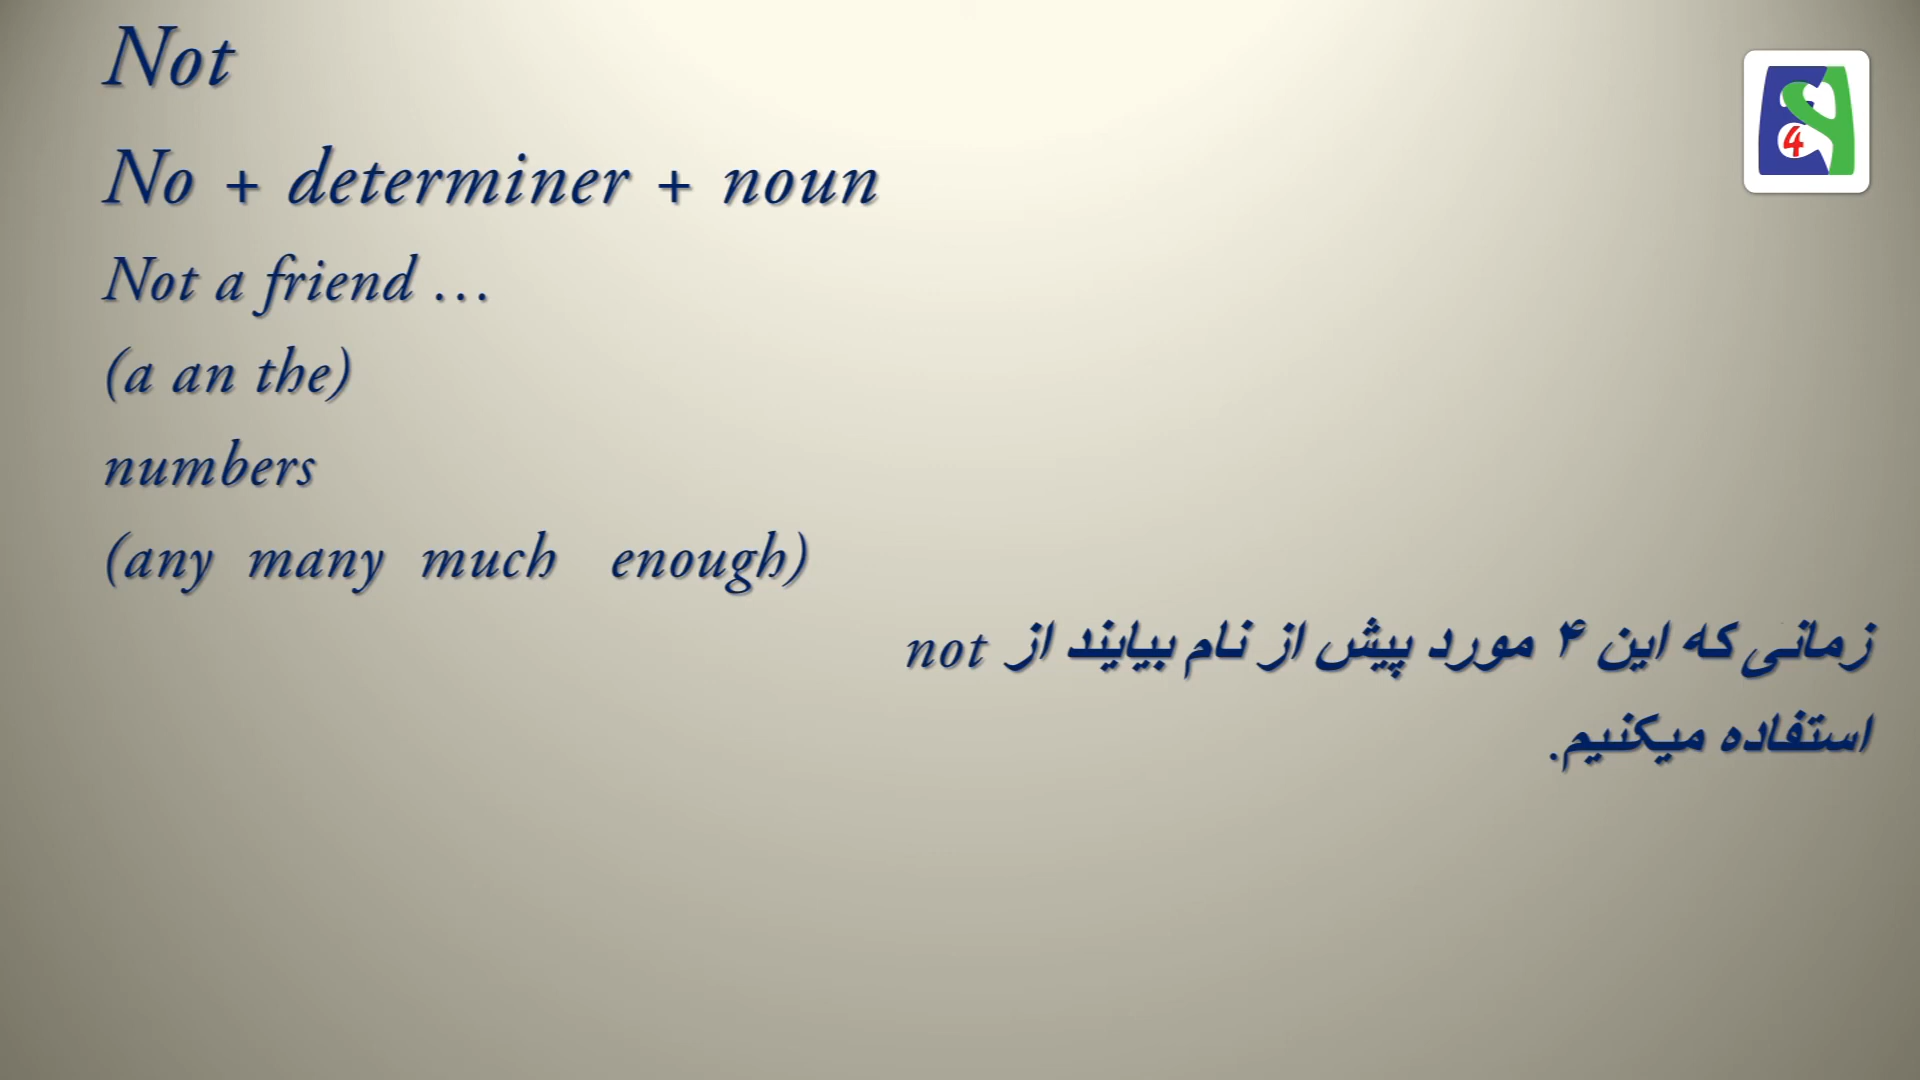 Not
No + determiner + noun
Not a friend …
(a an the)
numbers
(any many much enough)
زمانی که این ۴ مورد پیش از نام بیایند از not
استفاده میکنیم.
4